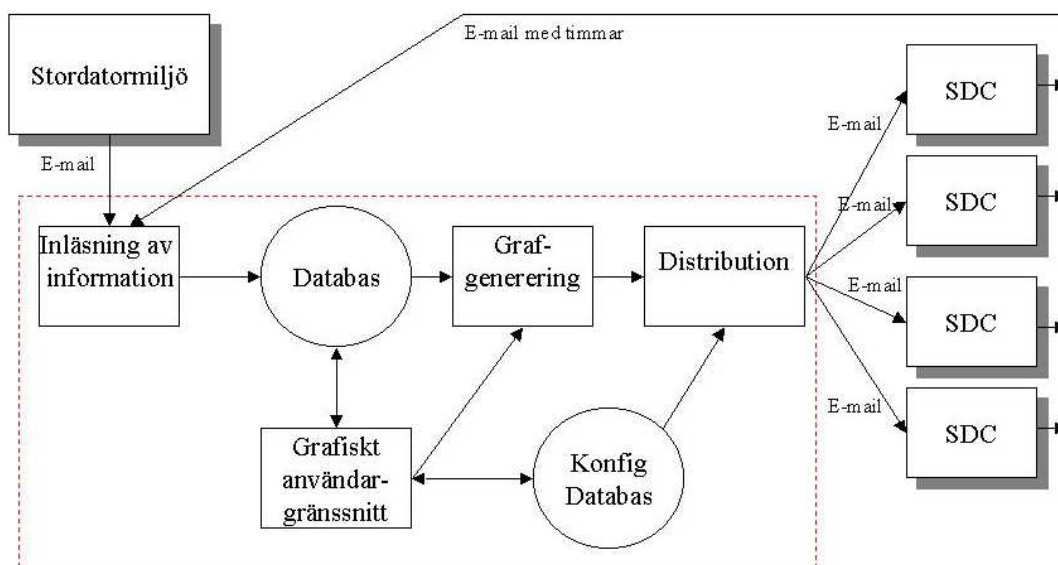 E-mail med timmar
Stordatormiljö
SDC
E-mail
E-mail
SDC
E-mail
Inläsning av
information
Databas
Graf-
generering
Distribution
E-mail
SDC
E-mail
SDC
Grafiskt
användar-
gränssnitt
Konfig
Databas